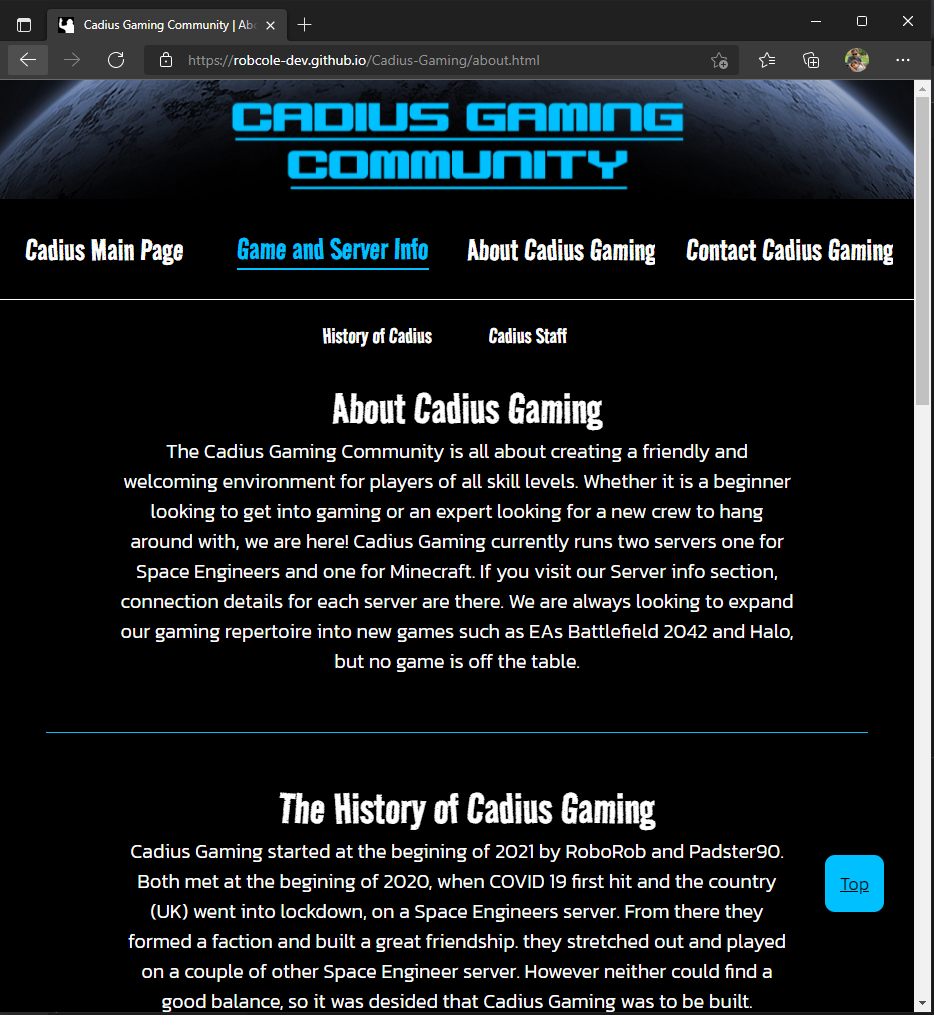 Cadius Gaming Community | Abo
https://robcole-dev.github.io/Cadius-Gaming/about.html
CADIUS GAMING
COMMUNITY
Cadius Main Page Game and Server Info About Cadius Gaming Contact Cadius Gaming
History of Cadius Cadius Staff
About Cadius Gaming
The Cadius Gaming Community is all about creating a friendly and
welcoming environment for players of all skill levels. Whether it is a beginner
looking to get into gaming or an expert looking for a new crew to hang
around with, we are here! Cadius Gaming currently runs two servers one for
Space Engineers and one for Minecraft. If you visit our Server info section,
connection details for each server are there. We are always looking to expand
our gaming repertoire into new games such as EAs Battlefield 2042 and Halo,
but no game is off the table.
The History of Cadius Gaming
Cadius Gaming started at the begining of 2021 by RoboRob and Padster90.
Both met at the begining of 2020, when COVID 19 first hit and the country
(UK) went into lockdown, on a Space Engineers server. From there they
formed a faction and built a great friendship. they stretched out and played
on a couple of other Space Engineer server. However neither could find a
good balance, so it was desided that Cadius Gaming was to be built.
Top